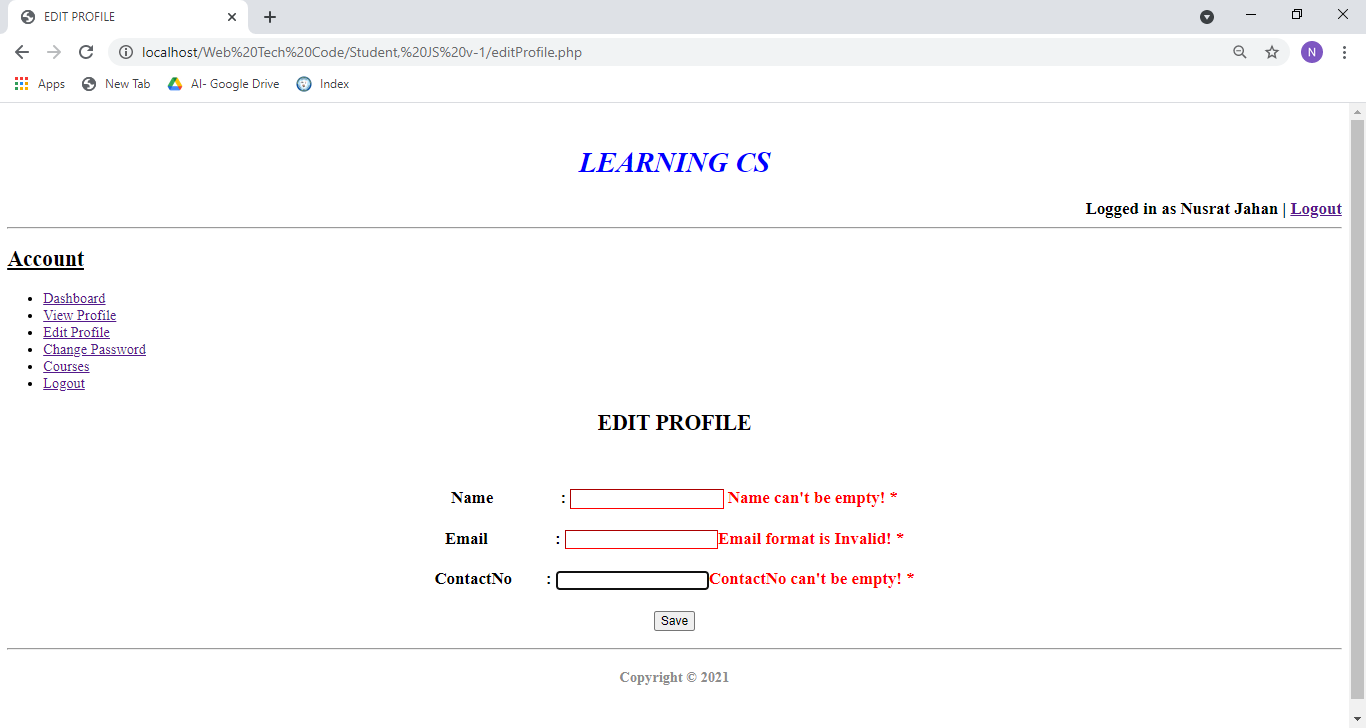 EDIT PROFILE
localhost/Web%20Tech%20Code/Student,%20JS%20v-1/editProfile.php
N
Apps New Tab AI- Google Drive Index
LEARNING CS
Logged in as Nusrat Jahan | Logout
Account
• Dashboard
• View Profile
• Edit Profile
• Change Password
• Courses
• Logout
EDIT PROFILE
Name : Name can't be empty! *
Email : Email format is Invalid! *
ContactNo : ContactNo can't be empty! *
Save
Copyright © 2021